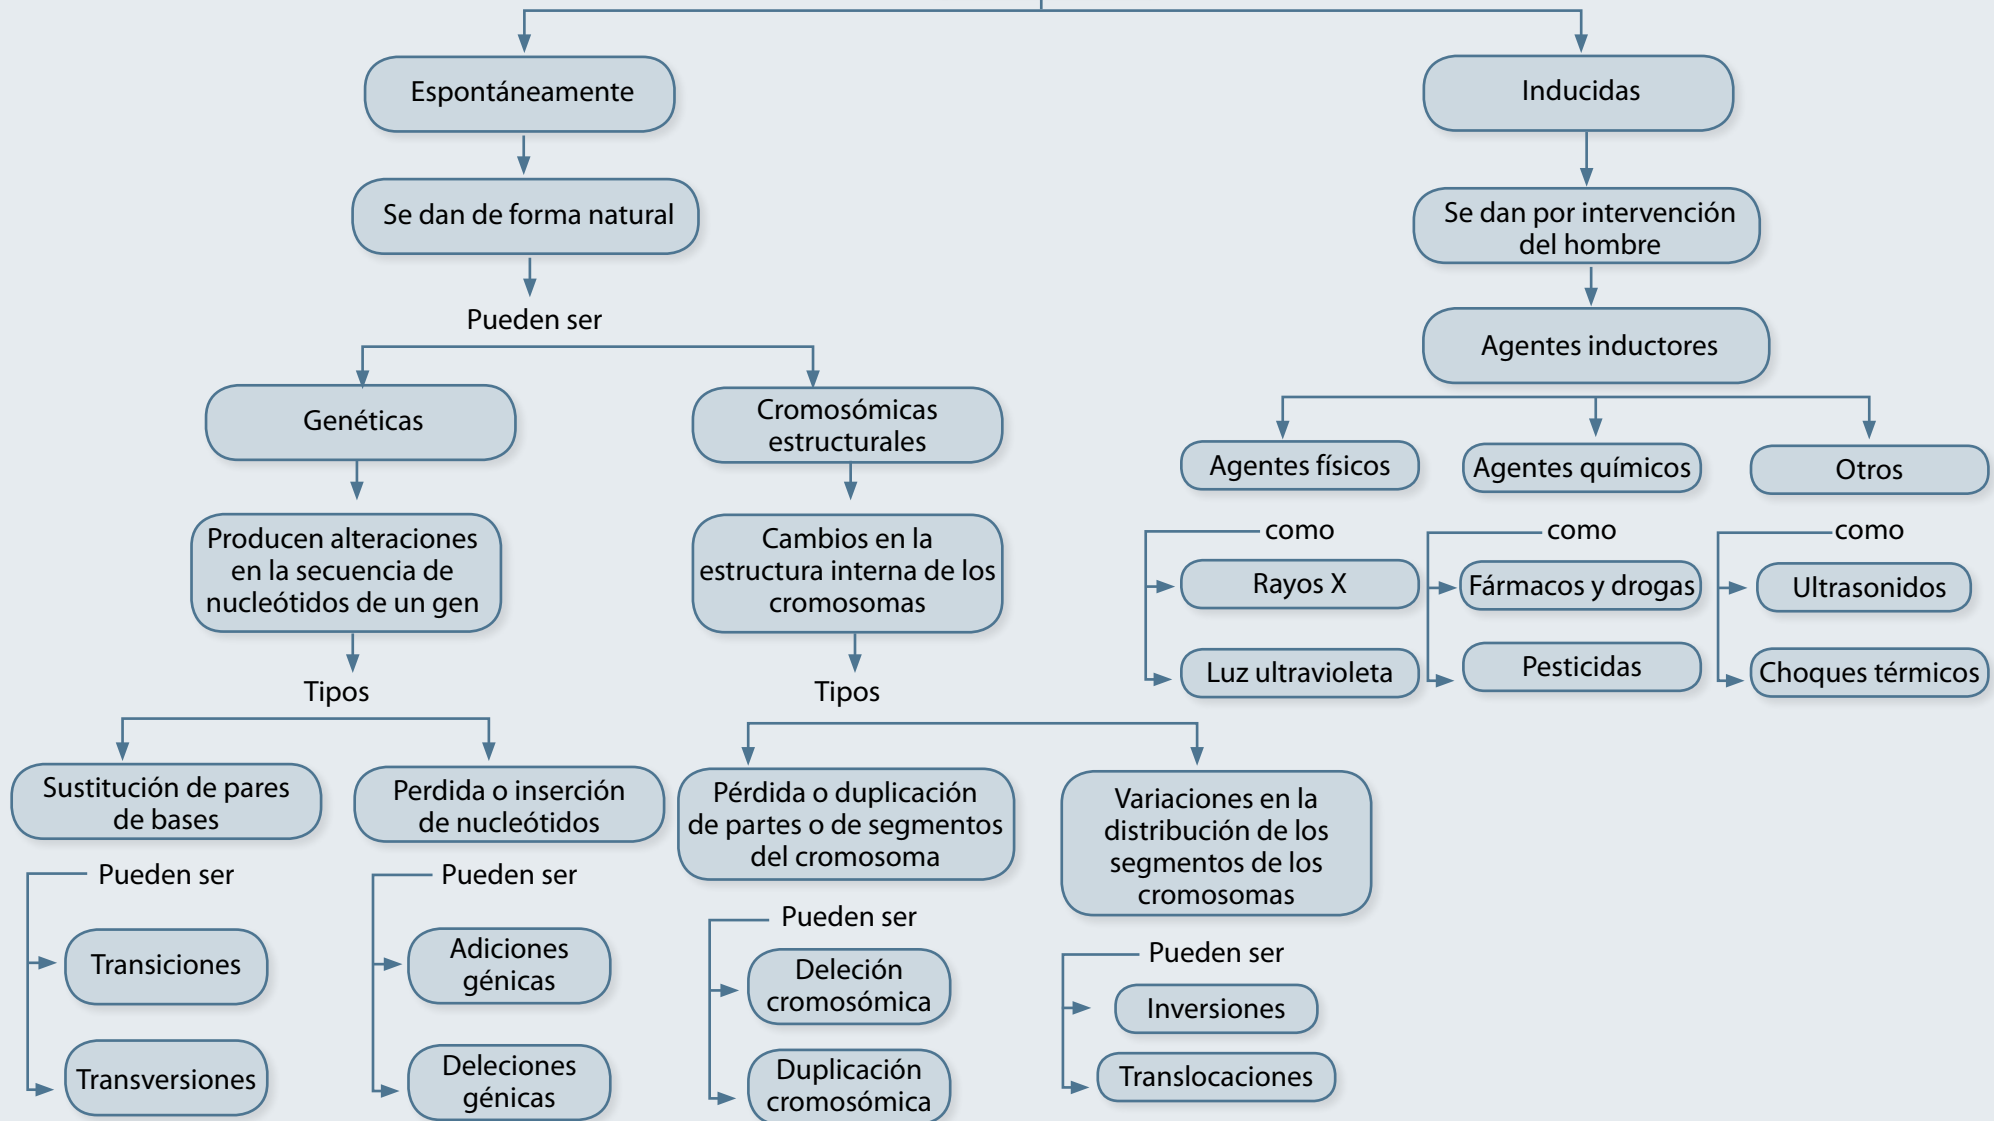 Espontáneamente
Se dan de forma natural
Pueden ser
Genéticas
Producen alteraciones
en la secuencia de
nucleótidos de un gen
Tipos
Sustitución de pares
de bases
Pueden ser
Transiciones
Transversiones
Perdida o inserción
de nucleótidos
Pueden ser
Adiciones
génicas
Deleciones
génicas
Cromosómicas
estructurales
Cambios en la
estructura interna de los
cromosomas
Tipos
Pérdida o duplicación
de partes o de segmentos
del cromosoma
Pueden ser
Deleción
cromosómica
Duplicación
cromosómica
Variaciones en la
distribución de los
segmentos de los
cromosomas
Pueden ser
Inversiones
Translocaciones
Inducidas
Se dan por intervención
del hombre
Agentes inductores
Agentes físicos
como
Rayos X
Luz ultravioleta
Agentes químicos
como
Fármacos y drogas
Pesticidas
Otros
como
Ultrasonidos
Choques térmicos